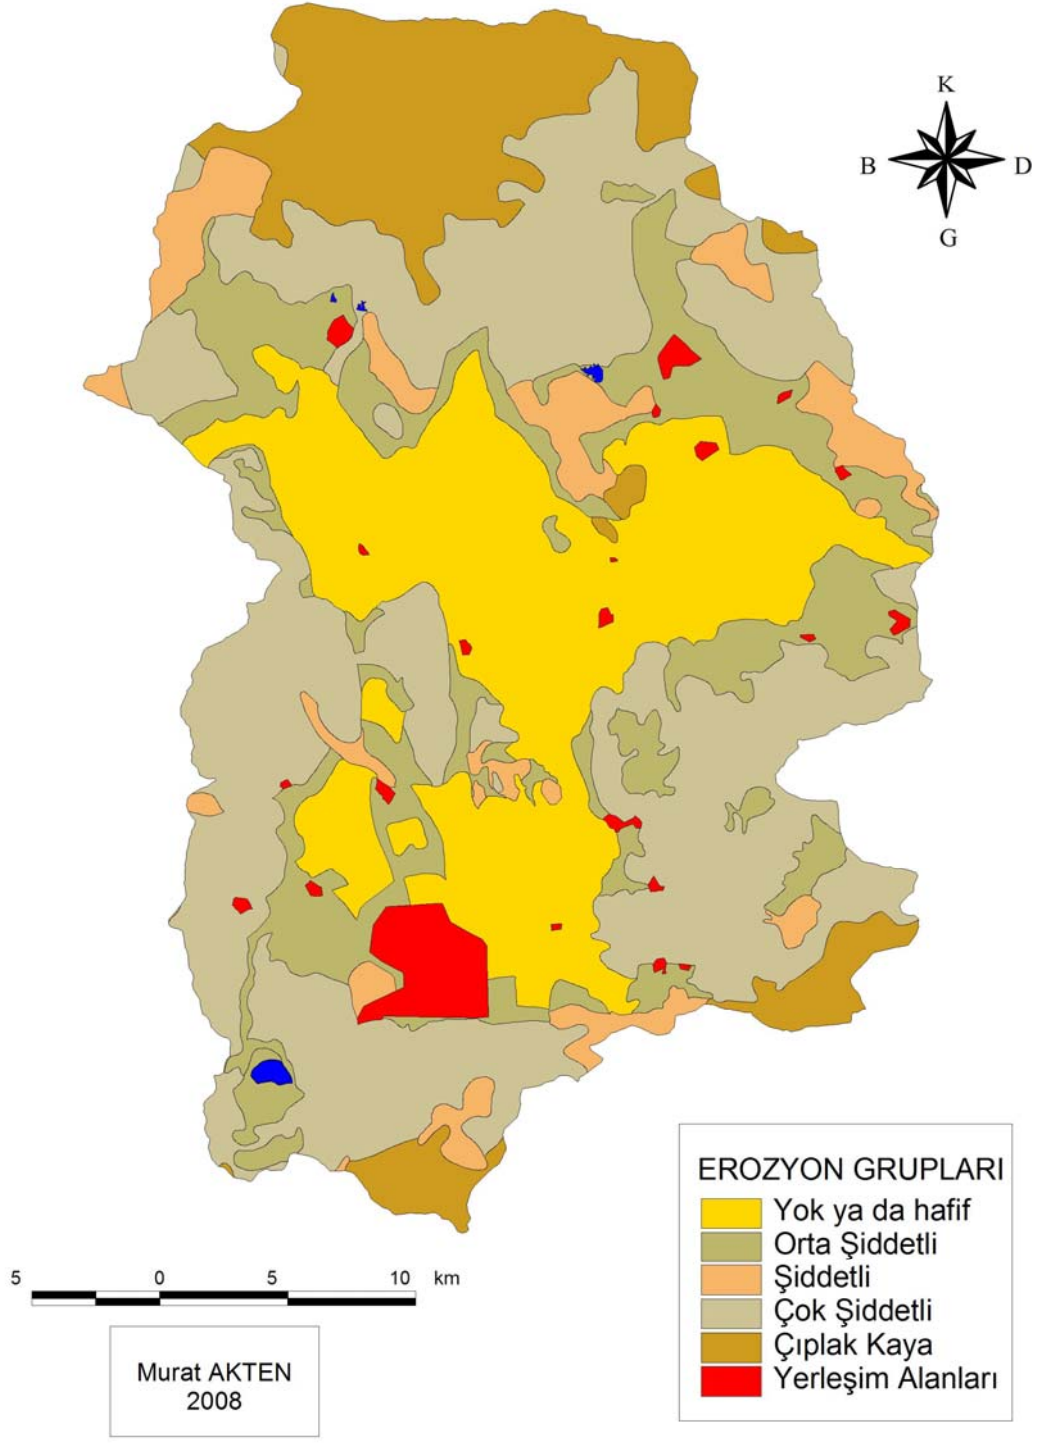 K
B D
G
EROZYON GRUPLARI
Yok ya da hafif
Orta Şiddetli
Şiddetli
Çok Şiddetli
Çıplak Kaya
Yerleşim Alanları
5 0 5 10 km
Murat AKTEN
2008